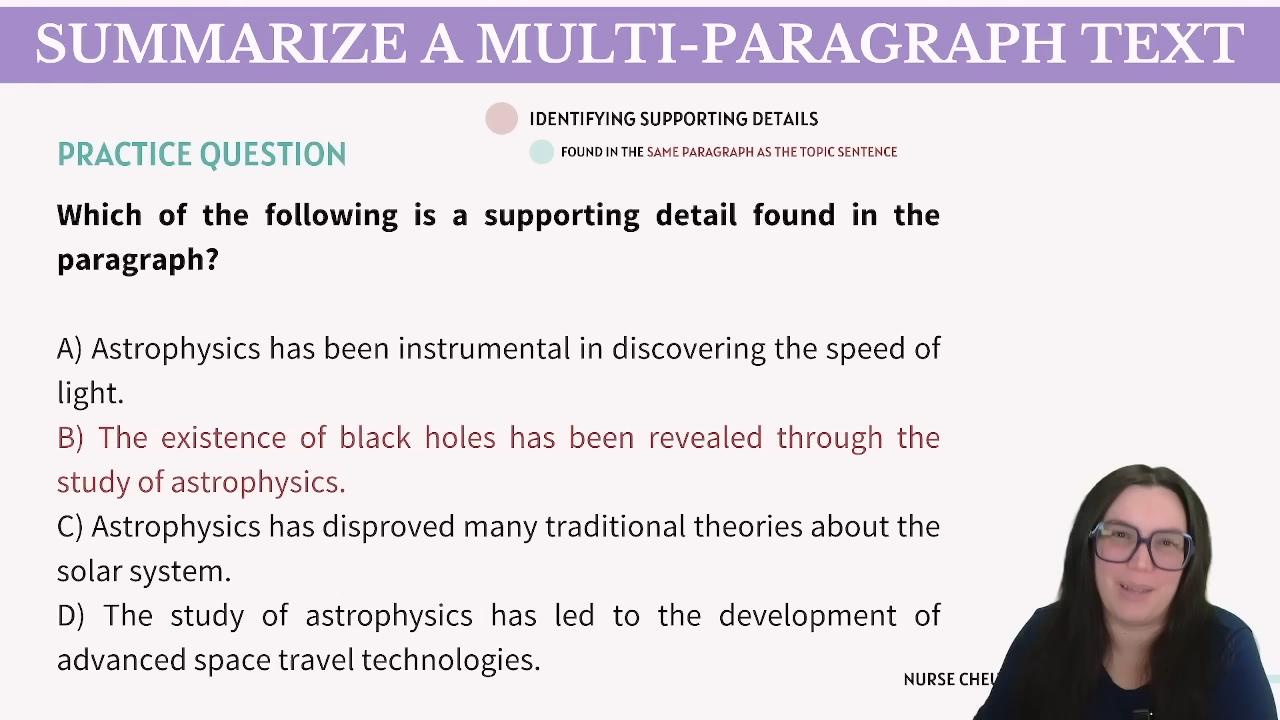 SUMMARIZE A MULTI-PARAGRAPH TEXT
IDENTIFYING SUPPORTING DETAILS
FOUND IN THE SAME PARAGRAPH AS THE TOPIC SENTENCE
PRACTICE QUESTION
Which of the following is a supporting detail found in the
paragraph?
A) Astrophysics has been instrumental in discovering the speed of
light.
B) The existence of black holes has been revealed through the
study of astrophysics.
C) Astrophysics has disproved many traditional theories about the
solar system.
D) The study of astrophysics has led to the development of
advanced space travel technologies.
NURSE